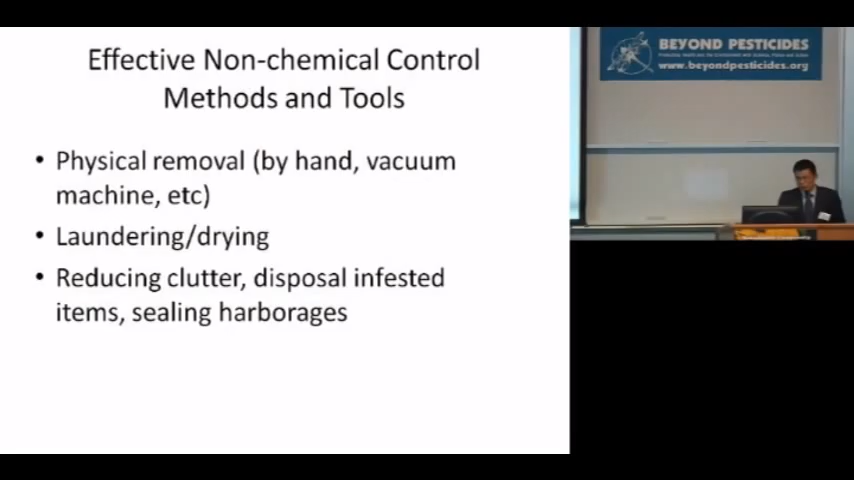 Effective Non-chemical Control
Methods and Tools
• Physical removal (by hand, vacuum
machine, etc)
• Laundering/drying
• Reducing clutter, disposal infested
items, sealing harborages
BEYOND PESTICIDES
www.beyondpesticides.org